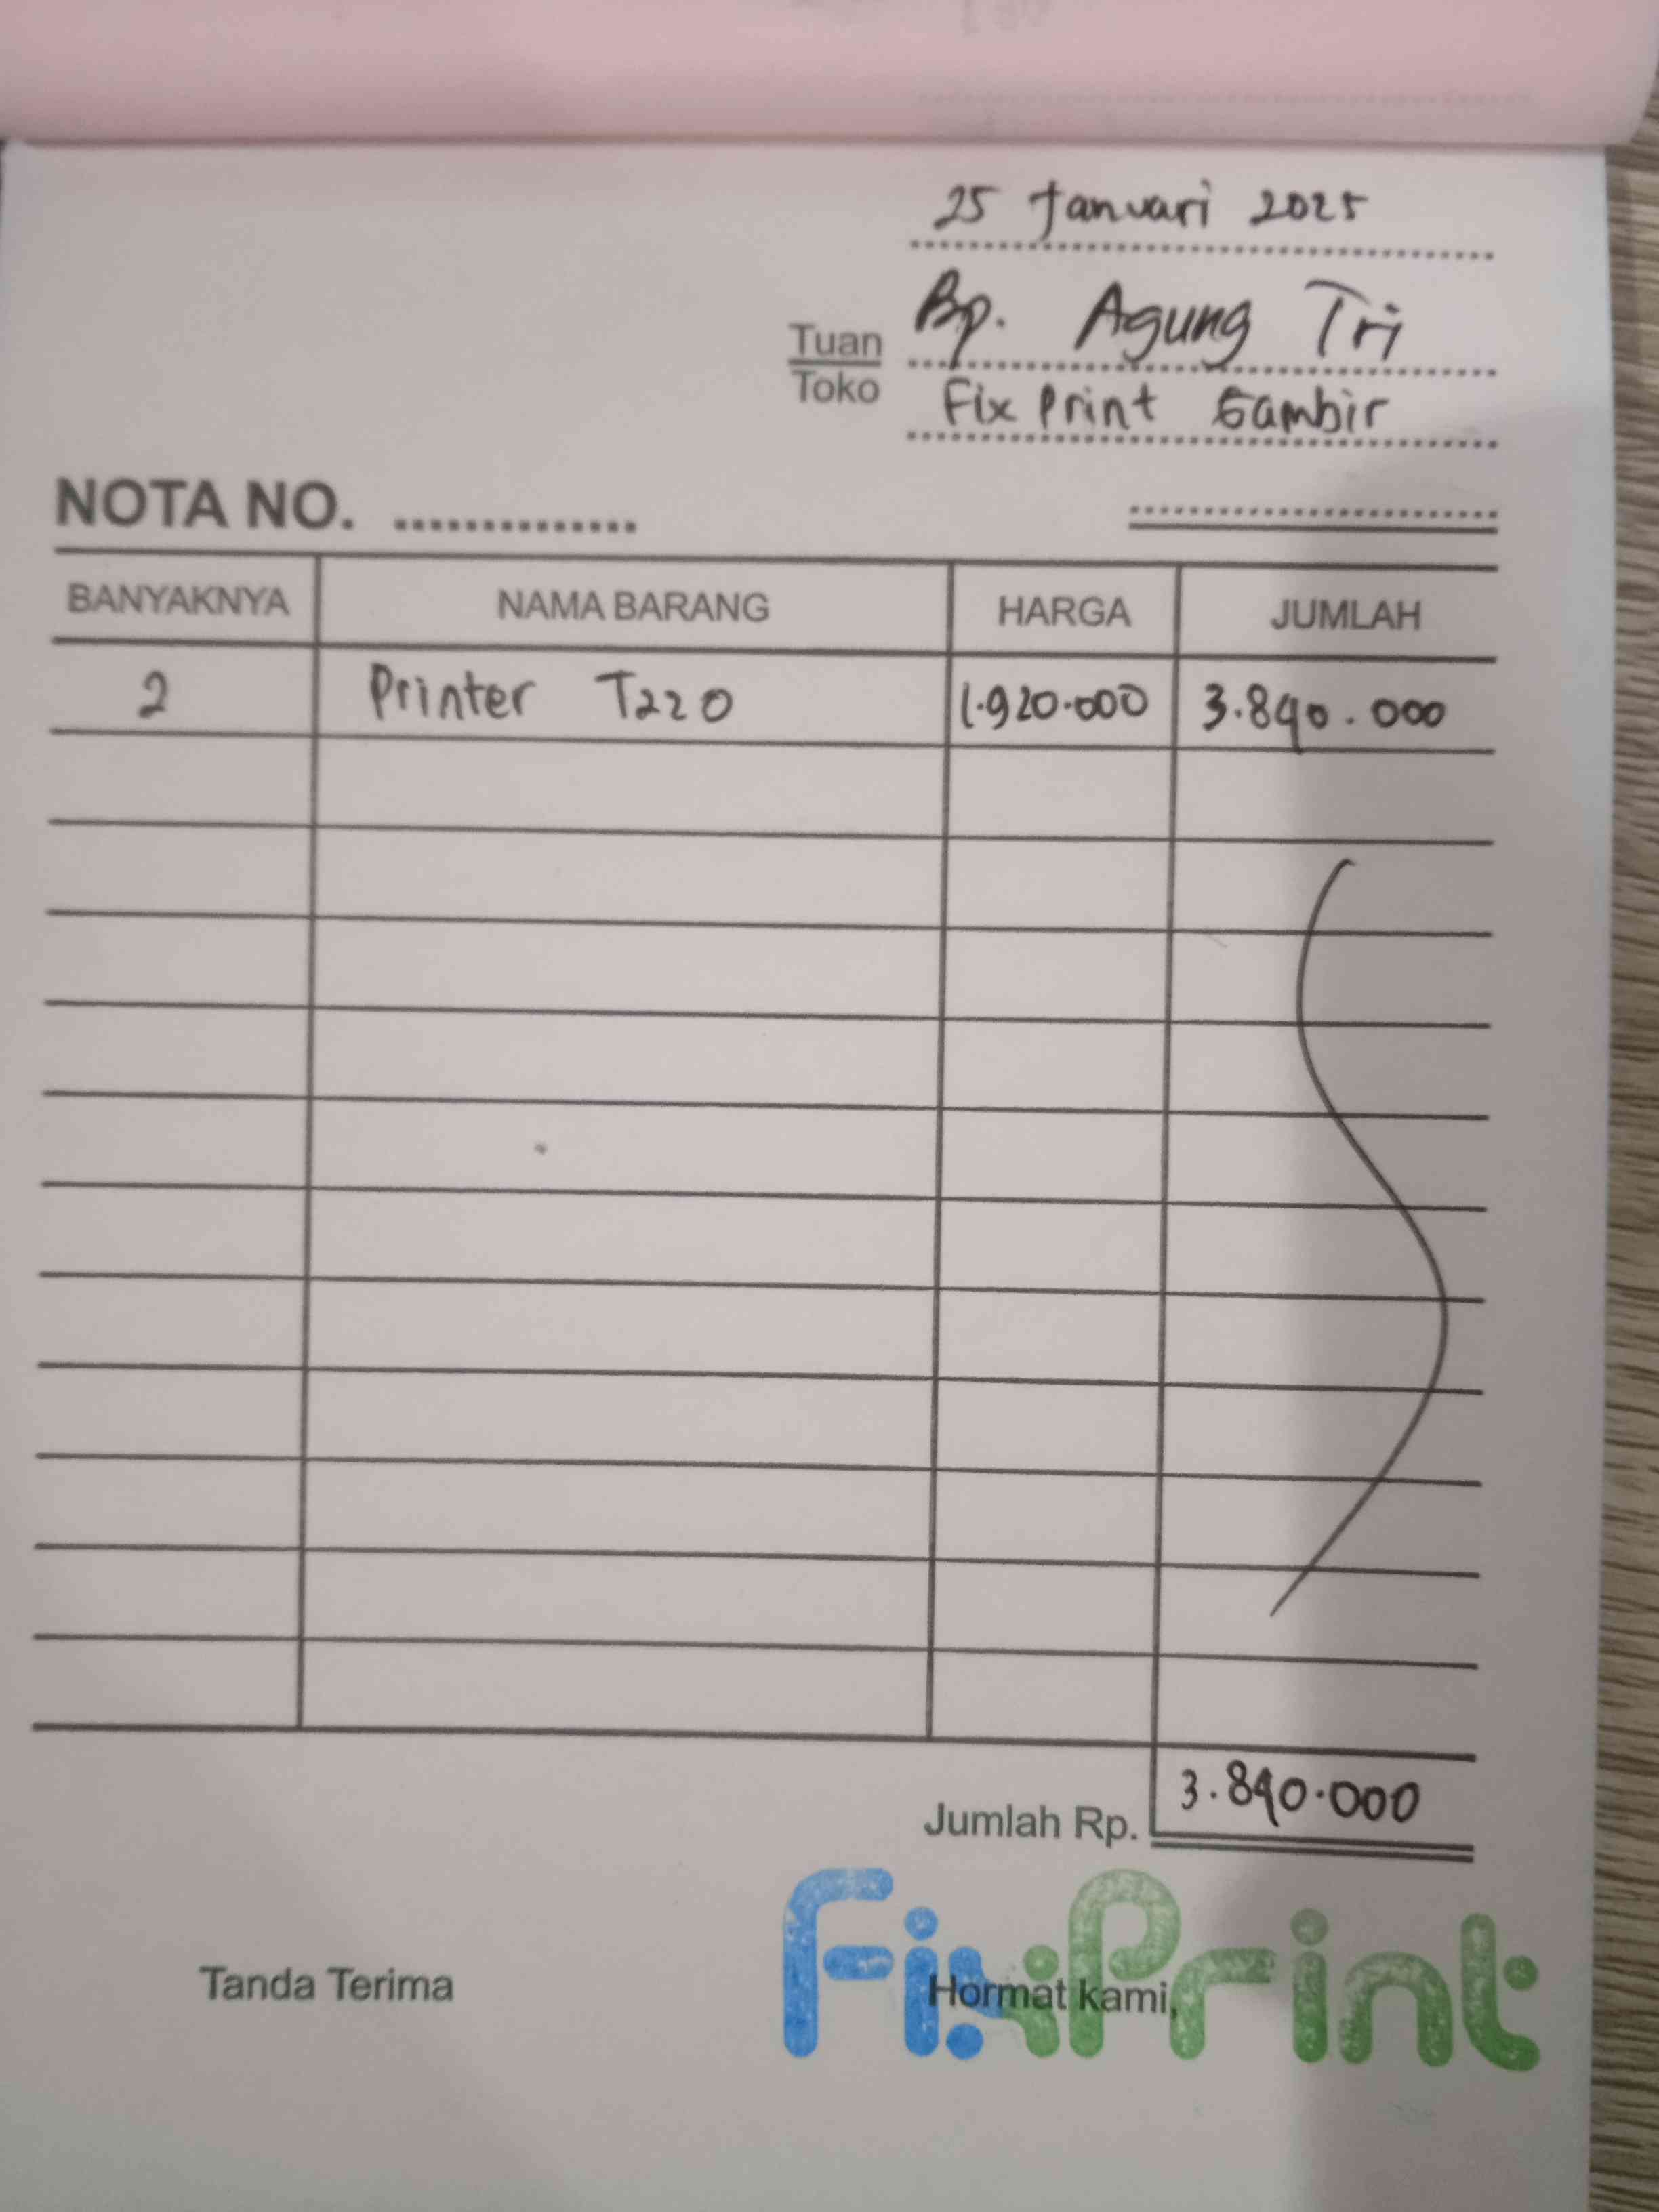 25 Januari 2025
Tuan
Toko
Bp. Agung Tri
Fix Print Gambir
NOTA NO. ..............
BANYAKNYA NAMA BARANG HARGA JUMLAH
2 Printer T220 1.920.000 3.840.000
Jumlah Rp. 3.840.000
Tanda Terima Hormat kami,
FixPrint